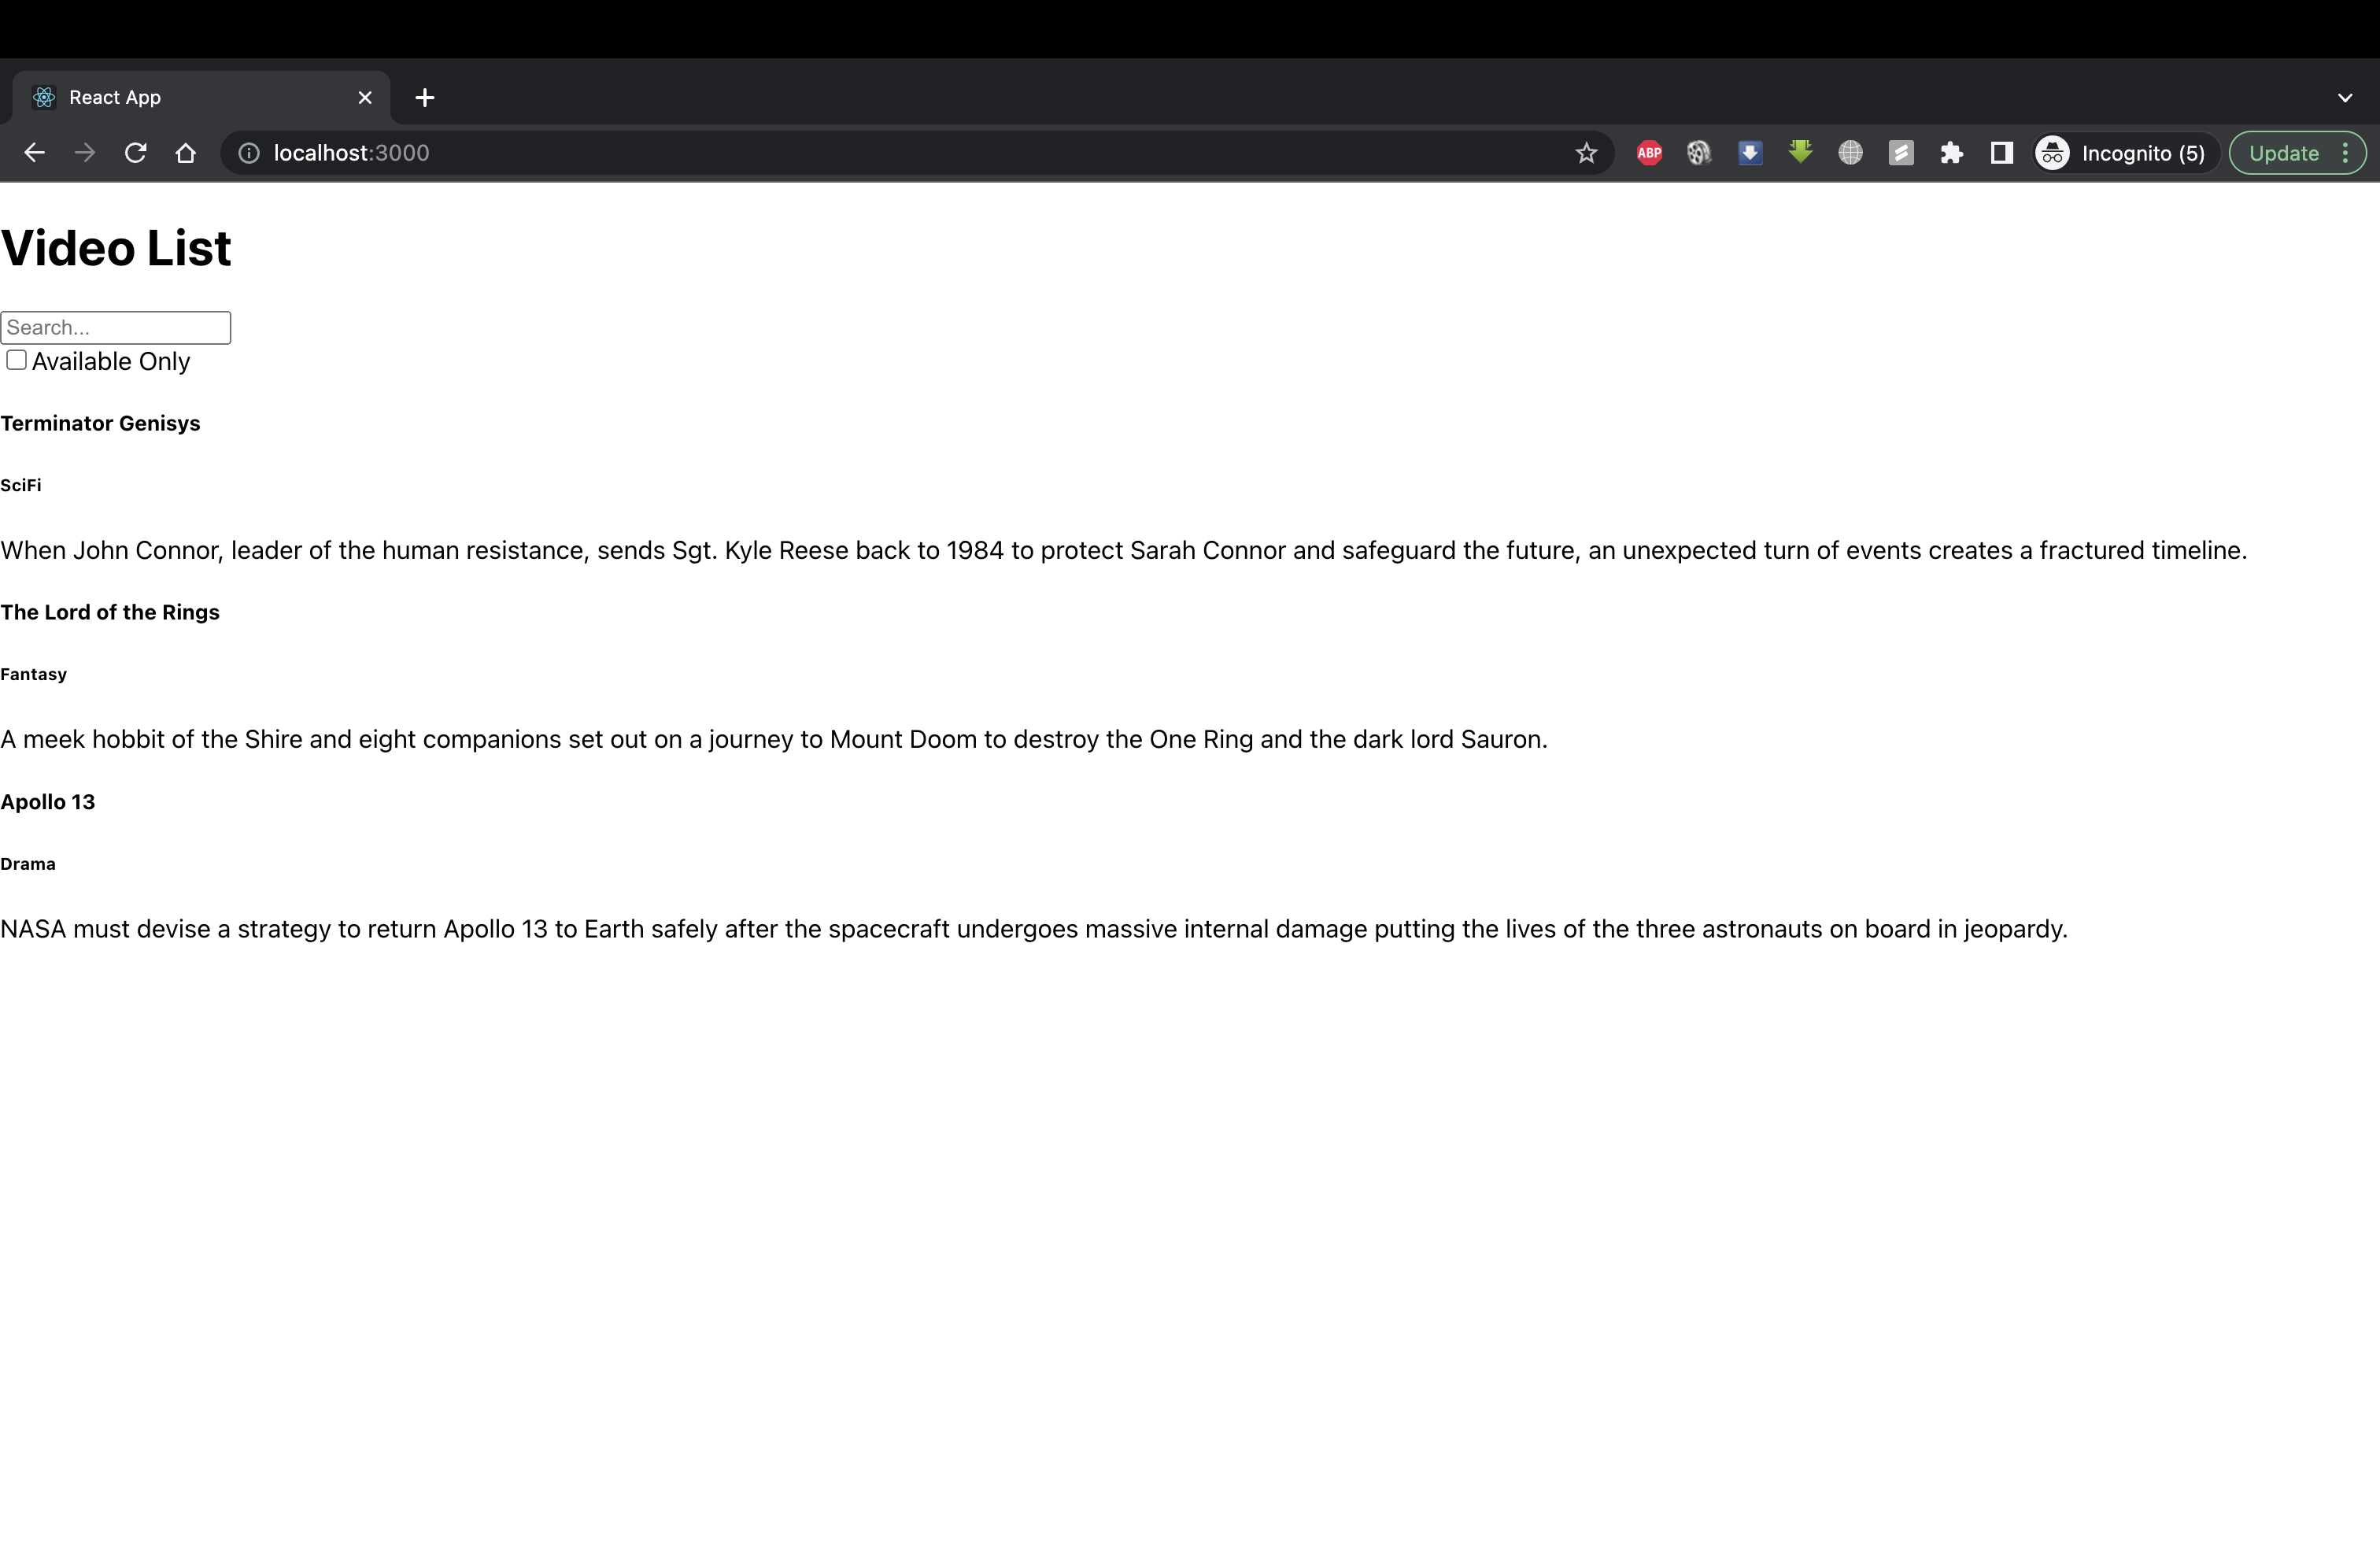 React App
localhost:3000
ABP
Incognito (5)
Update
Video List
Search...
Available Only
Terminator Genisys
SciFi
When John Connor, leader of the human resistance, sends Sgt. Kyle Reese back to 1984 to protect Sarah Connor and safeguard the future, an unexpected turn of events creates a fractured timeline.
The Lord of the Rings
Fantasy
A meek hobbit of the Shire and eight companions set out on a journey to Mount Doom to destroy the One Ring and the dark lord Sauron.
Apollo 13
Drama
NASA must devise a strategy to return Apollo 13 to Earth safely after the spacecraft undergoes massive internal damage putting the lives of the three astronauts on board in jeopardy.